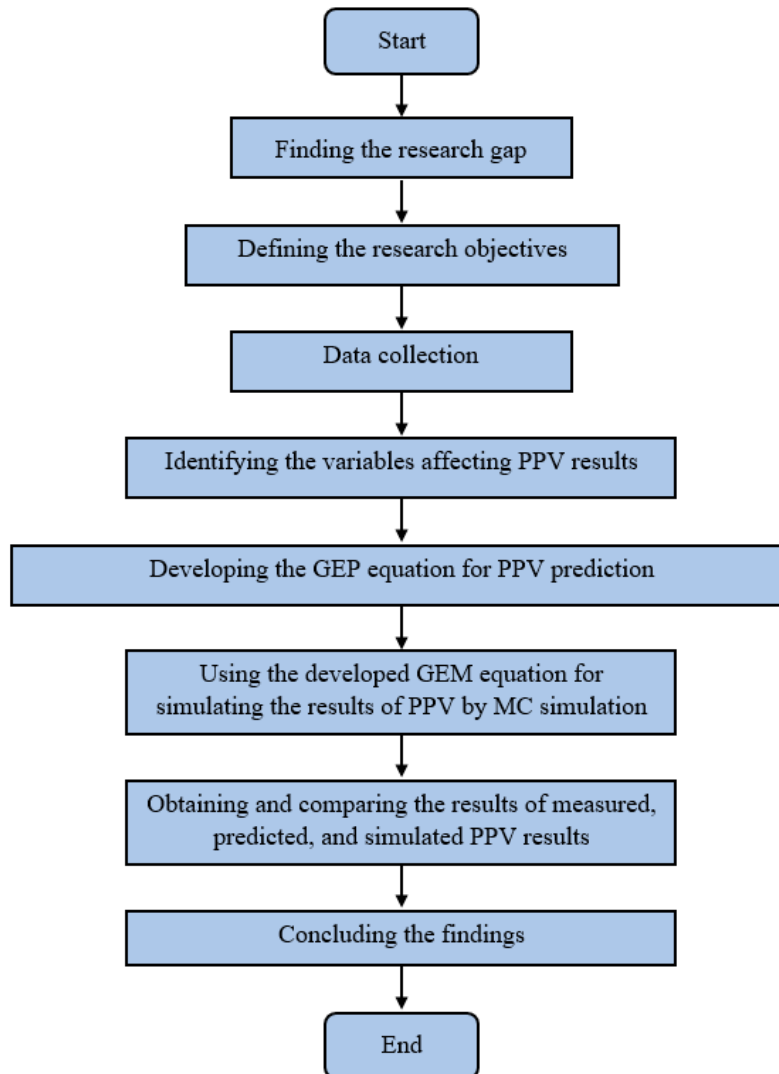 Start
Finding the research gap
Defining the research objectives
Data collection
Identifying the variables affecting PPV results
Developing the GEP equation for PPV prediction
Using the developed GEM equation for
simulating the results of PPV by MC simulation
Obtaining and comparing the results of measured,
predicted, and simulated PPV results
Concluding the findings
End